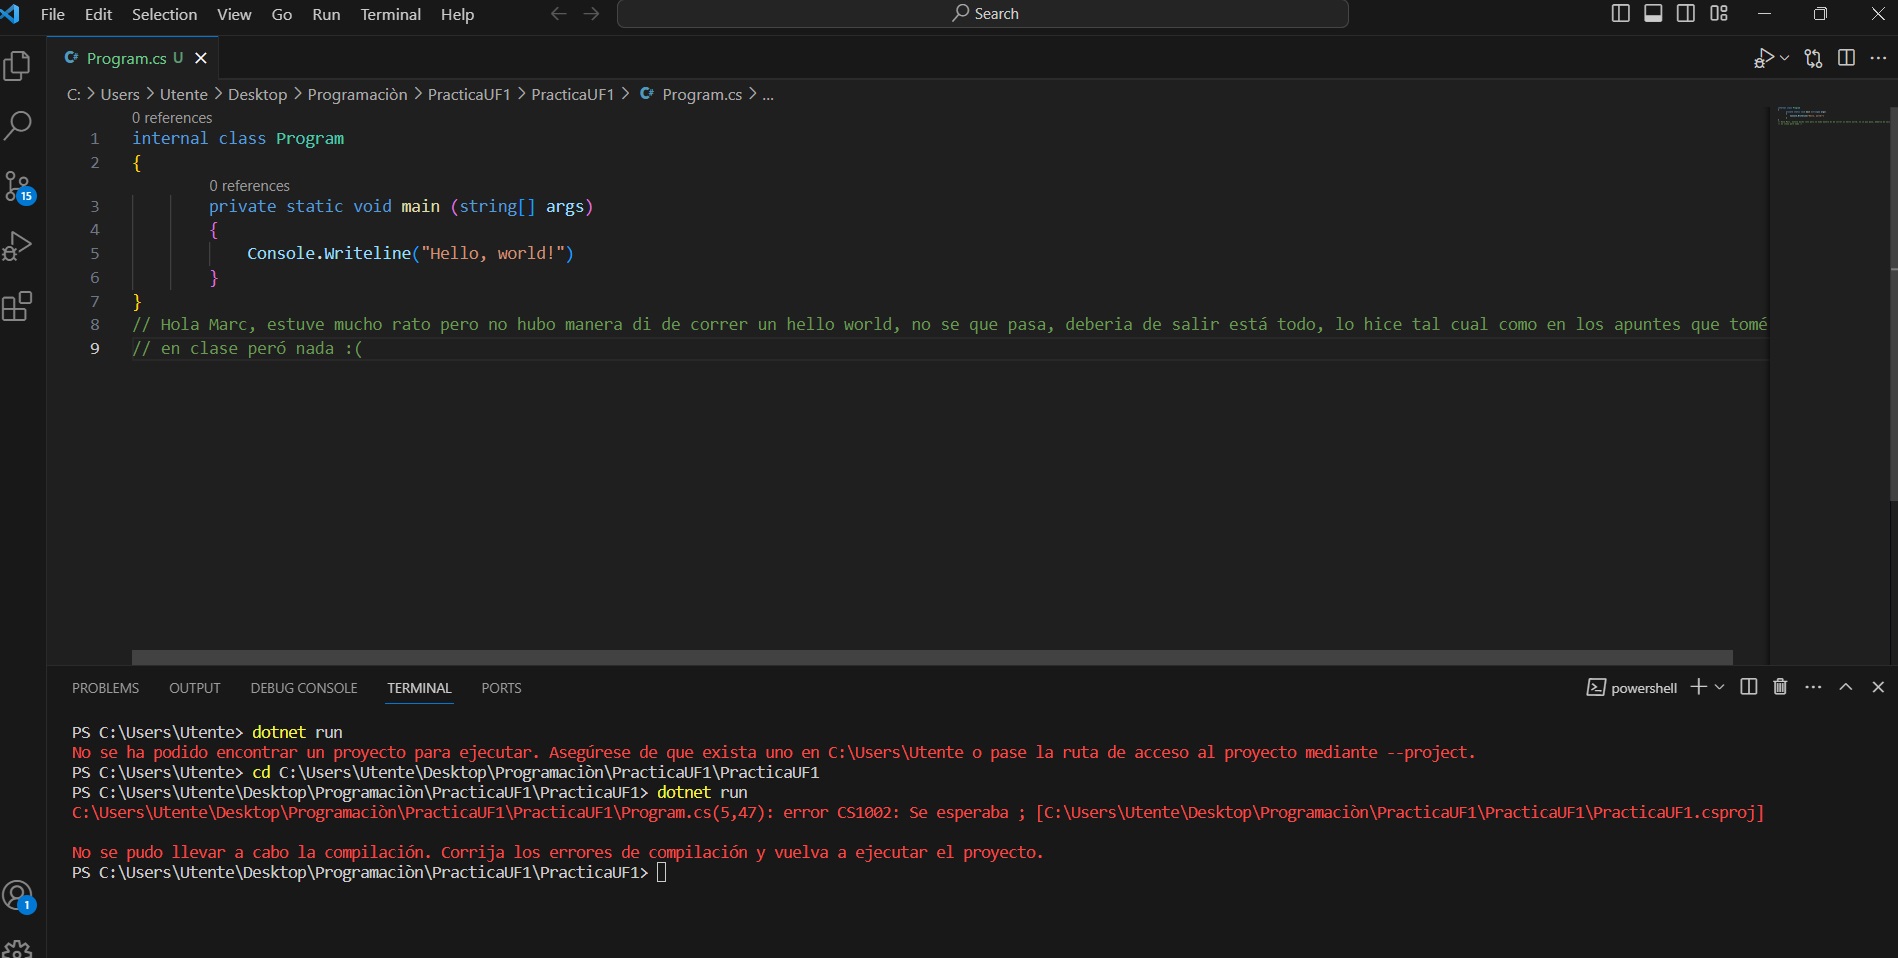 File Edit Selection View Go Run Terminal Help Search
Program.cs U
C: > Users > Utente > Desktop > Programaciòn > PracticaUF1 > PracticaUF1 > Program.cs > ...
0 references
1 internal class Program
2 {
0 references
3 private static void main (string[] args)
4 {
5 Console.Writeline("Hello, world!")
6 }
7 }
8 // Hola Marc, estuve mucho rato pero no hubo manera di de correr un hello world, no se que pasa, deberia de salir está todo, lo hice tal cual como en los apuntes que tomé
9 // en clase peró nada :(
15
PROBLEMS OUTPUT DEBUG CONSOLE TERMINAL PORTS powershell
PS C:\Users\Utente> dotnet run
No se ha podido encontrar un proyecto para ejecutar. Asegúrese de que exista uno en C:\Users\Utente o pase la ruta de acceso al proyecto mediante --project.
PS C:\Users\Utente> cd C:\Users\Utente\Desktop\Programaciòn\PracticaUF1\PracticaUF1
PS C:\Users\Utente\Desktop\Programaciòn\PracticaUF1\PracticaUF1> dotnet run
C:\Users\Utente\Desktop\Programaciòn\PracticaUF1\PracticaUF1\Program.cs(5,47): error CS1002: Se esperaba ; [C:\Users\Utente\Desktop\Programaciòn\PracticaUF1\PracticaUF1\PracticaUF1.csproj]
No se pudo llevar a cabo la compilación. Corrija los errores de compilación y vuelva a ejecutar el proyecto.
PS C:\Users\Utente\Desktop\Programaciòn\PracticaUF1\PracticaUF1>
1